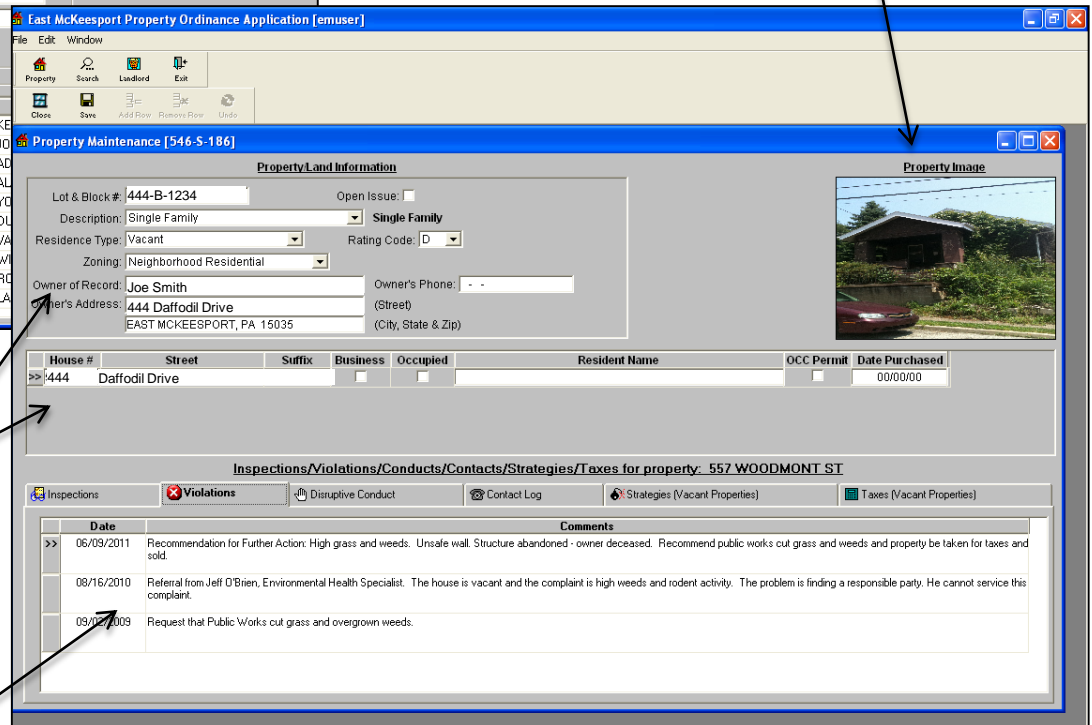 East McKeesport Property Ordinance Application [emuser]
File Edit Window
Property Search Landlord Exit
Close Save Add Row Remove Row Undo
Property Maintenance [546-S-186]
Property/Land Information
Property Image
Lot & Block #: 444-B-1234 Open Issue:
Description: Single Family Single Family
Residence Type: Vacant Rating Code: D
Zoning: Neighborhood Residential
Owner of Record: Joe Smith Owner's Phone: - -
Owner's Address: 444 Daffodil Drive (Street)
EAST MCKEESPORT, PA 15035 (City, State & Zip)
House # Street Suffix Business Occupied Resident Name OCC Permit Date Purchased
>> 444 Daffodil Drive 00/00/00
Inspections/Violations/Conducts/Contacts/Strategies/Taxes for property: 557 WOODMONT ST
Inspections Violations Disruptive Conduct Contact Log Strategies (Vacant Properties) Taxes (Vacant Properties)
Date Comments
>> 06/09/2011 Recommendation for Further Action: High grass and weeds. Unsafe wall. Structure abandoned - owner deceased. Recommend public works cut grass and weeds and property be taken for taxes and
sold.
08/16/2010 Referral from Jeff O'Brien, Environmental Health Specialist. The house is vacant and the complaint is high weeds and rodent activity. The problem is finding a responsible party. He cannot service this
complaint.
09/02/2009 Request that Public Works cut grass and overgrown weeds.